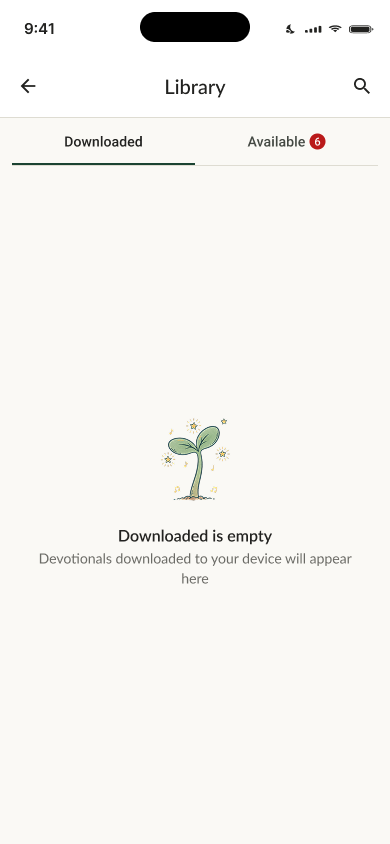 9:41
Library
Downloaded
Available 6
Downloaded is empty
Devotionals downloaded to your device will appear
here